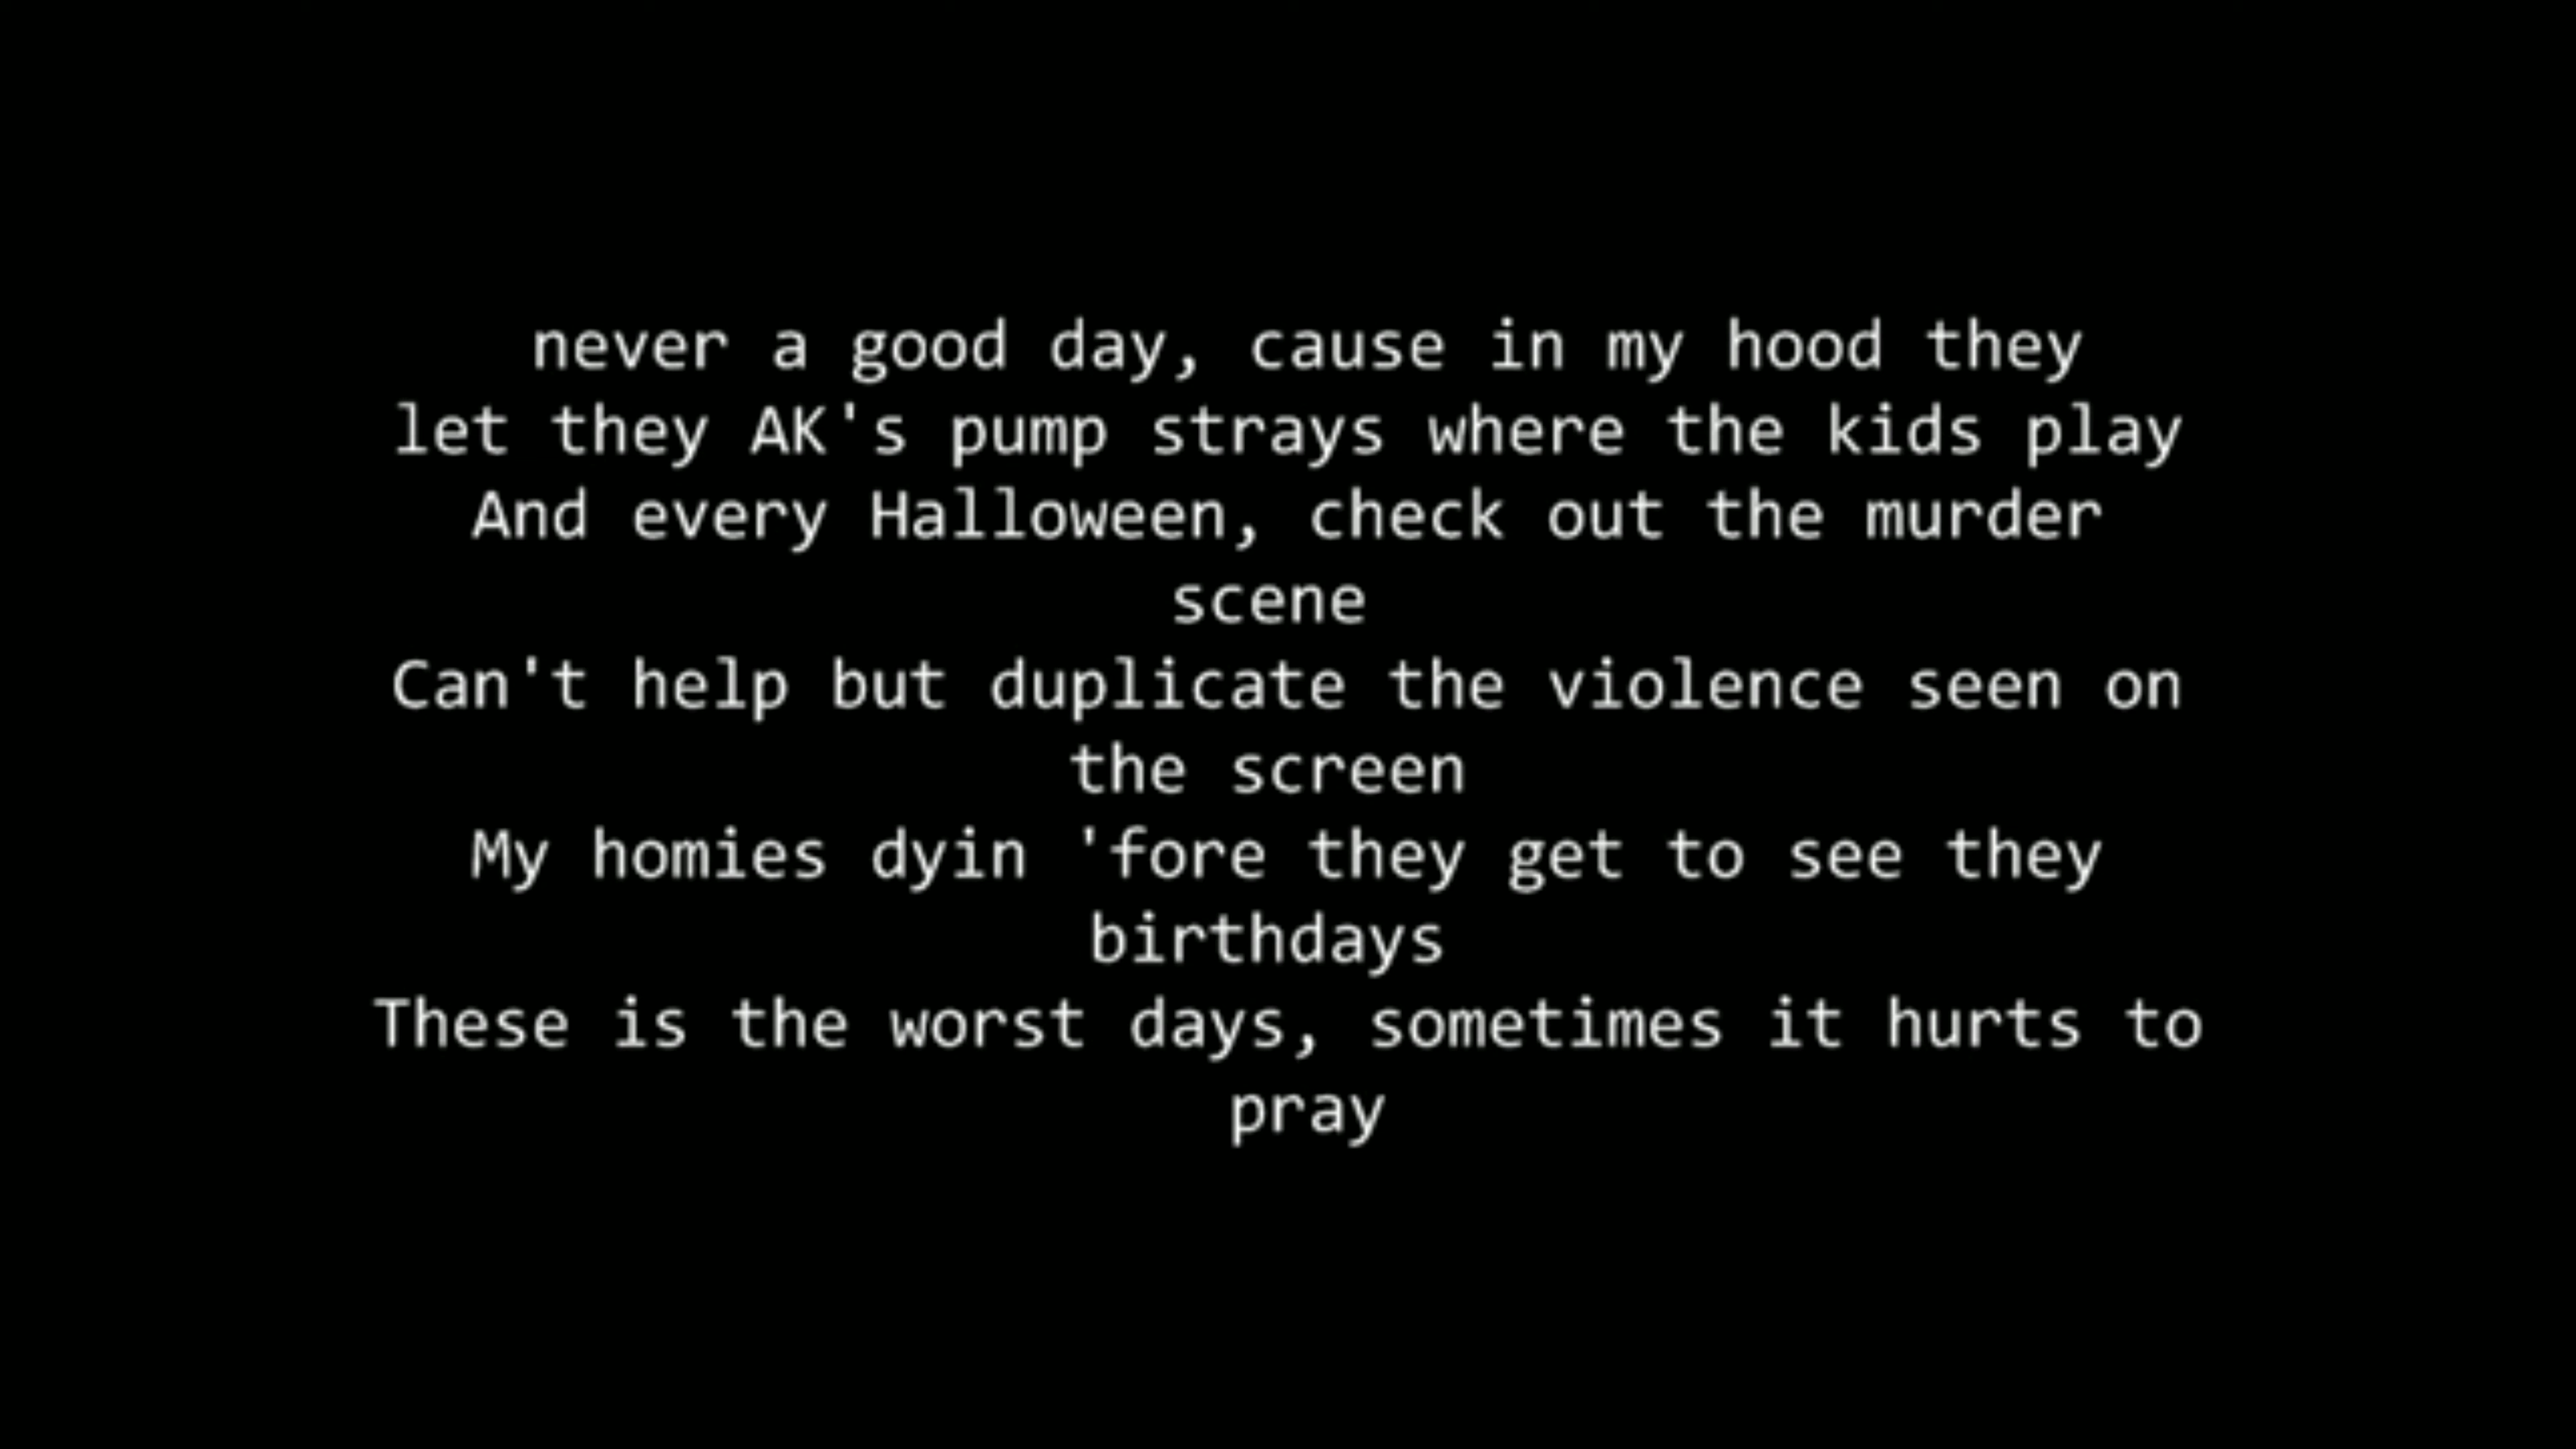 never a good day, cause in my hood they
let they AK's pump strays where the kids play
And every Halloween, check out the murder
scene
Can't help but duplicate the violence seen on
the screen
My homies dyin 'fore they get to see they
birthdays
These is the worst days, sometimes it hurts to
pray